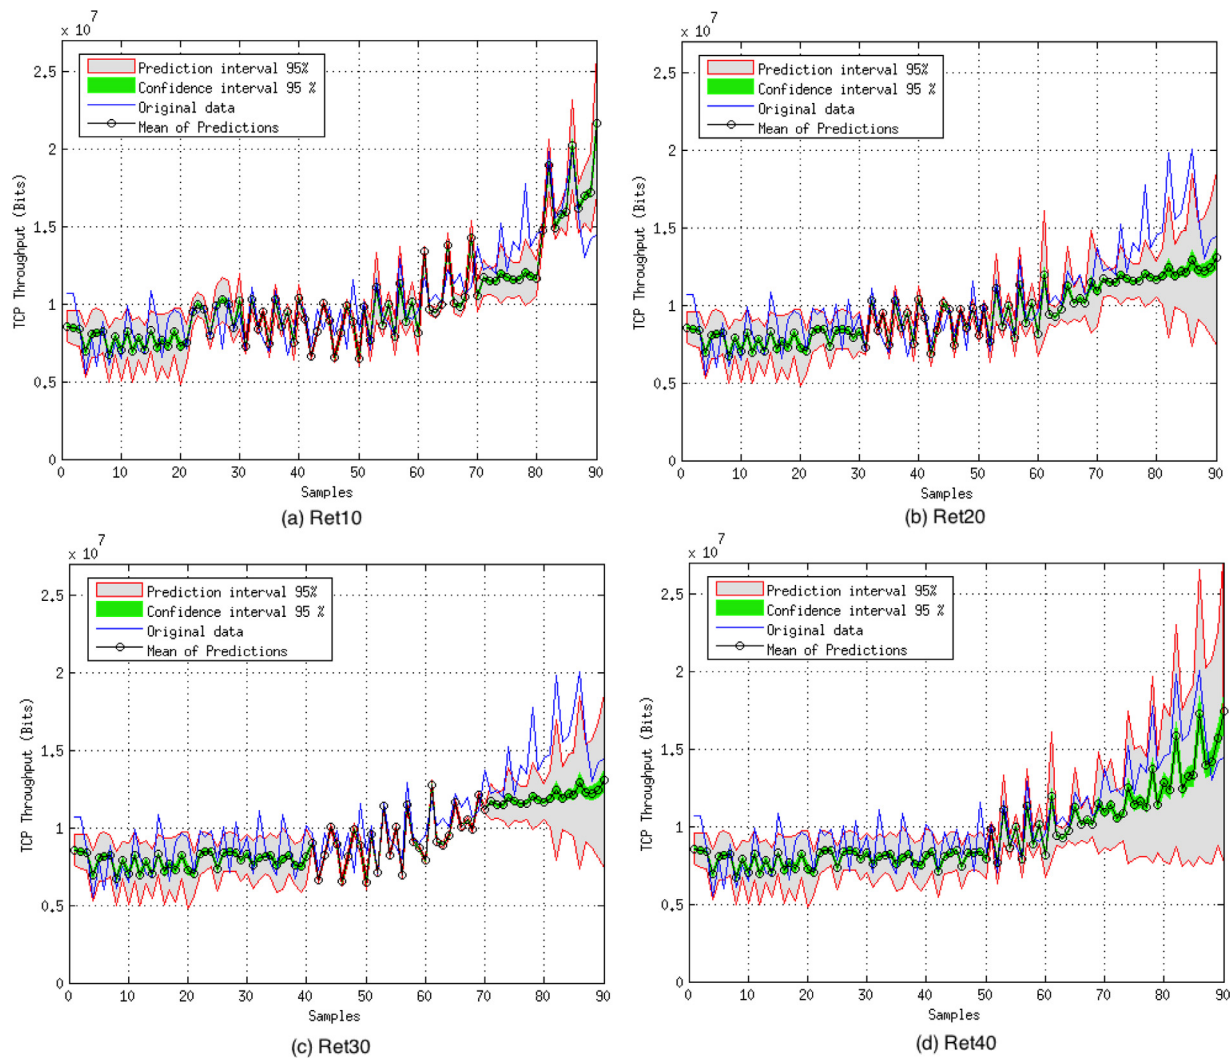 x 10^7
2.5
2
1.5
1
0.5
0
TCP Throughput (Bits)
Prediction interval 95%
Confidence interval 95 %
Original data
Mean of Predictions
0 10 20 30 40 50 60 70 80 90
Samples
(a) Ret10
x 10^7
2.5
2
1.5
1
0.5
0
TCP Throughput (Bits)
Prediction interval 95%
Confidence interval 95 %
Original data
Mean of Predictions
0 10 20 30 40 50 60 70 80 90
Samples
(b) Ret20
x 10^7
2.5
2
1.5
1
0.5
0
TCP Throughput (Bits)
Prediction interval 95%
Confidence interval 95 %
Original data
Mean of Predictions
0 10 20 30 40 50 60 70 80 90
Samples
(c) Ret30
x 10^7
2.5
2
1.5
1
0.5
0
TCP Throughput (Bits)
Prediction interval 95%
Confidence interval 95 %
Original data
Mean of Predictions
0 10 20 30 40 50 60 70 80 90
Samples
(d) Ret40